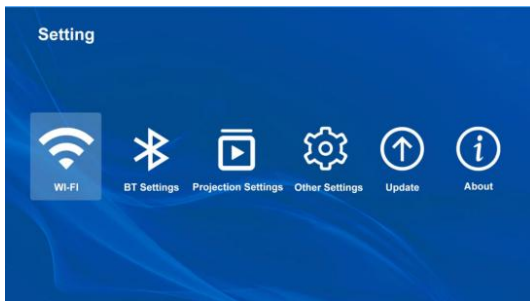 Setting
WI-FI
BT Settings
Projection Settings
Other Settings
Update
About